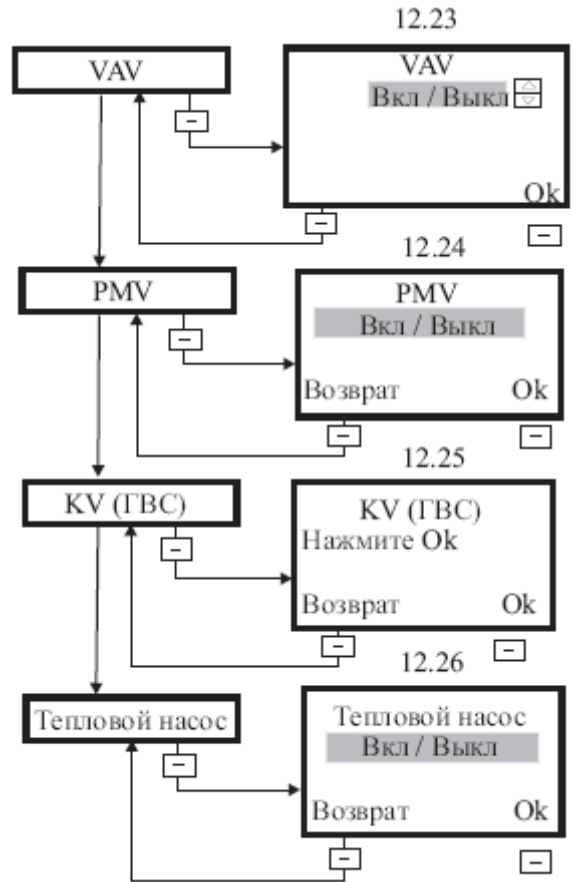 12.23
VAV
VAV
Вкл / Выкл
Ok
12.24
PMV
PMV
Вкл / Выкл
Возврат Ok
12.25
KV (ГВС)
KV (ГВС)
Нажмите Ok
Возврат Ok
12.26
Тепловой насос
Тепловой насос
Вкл / Выкл
Возврат Ok